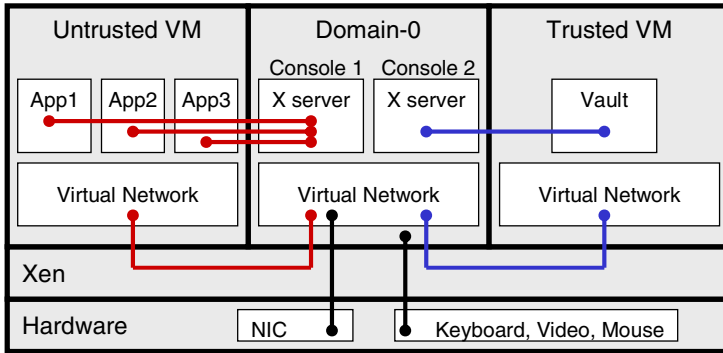 Untrusted VM
Domain-0
Trusted VM
Console 1
Console 2
App1
App2
App3
X server
X server
Vault
Virtual Network
Virtual Network
Virtual Network
Xen
Hardware
NIC
Keyboard, Video, Mouse